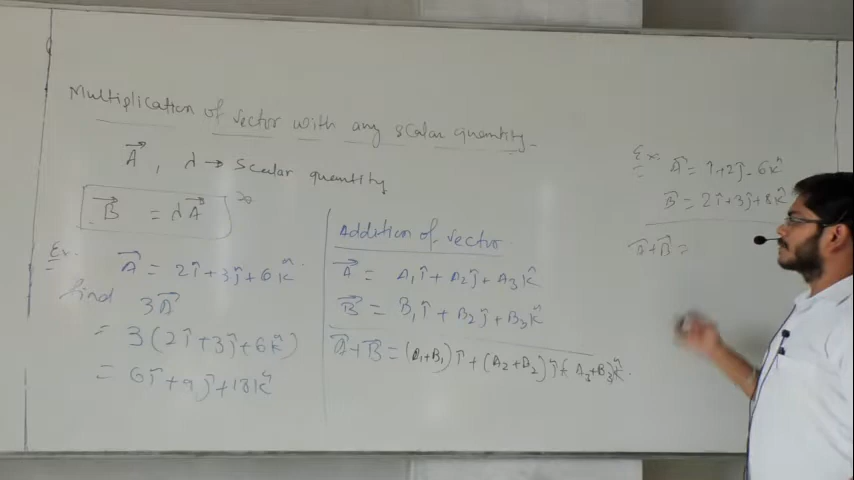 Multiplication of vector with any scalar quantity.
A⃗, λ → Scalar quantity
B⃗ = λA⃗
Ex. A⃗ = 2î+3ĵ+6k̂
find 3A⃗
= 3(2î+3ĵ+6k̂)
= 6î+9ĵ+18k̂
Addition of vector
A⃗ = A₁î + A₂ĵ + A₃k̂
B⃗ = B₁î + B₂ĵ + B₃k̂
A⃗+B⃗ = (A₁+B₁)î + (A₂+B₂)ĵ + (A₃+B₃)k̂.
Ex. A⃗ = î+2ĵ-6k̂
B⃗ = 2î+3ĵ+8k̂
A⃗+B⃗ =